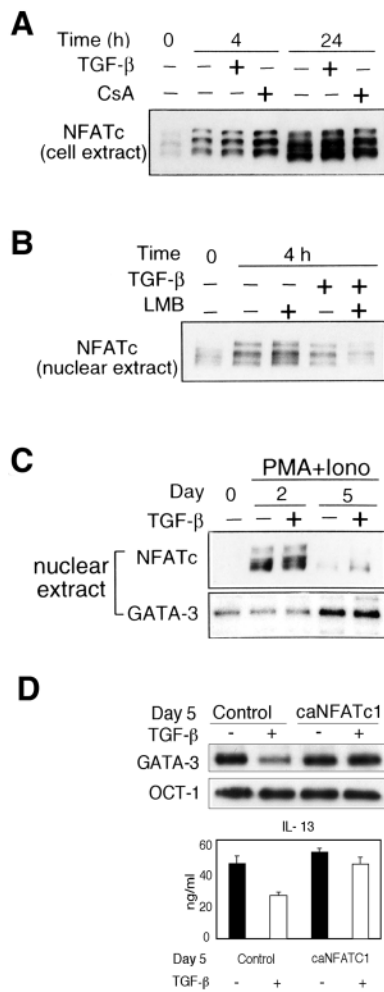 A
Time (h) 0 4 24
TGF-β – – + – – + –
CsA – – – + – – +
NFATc
(cell extract)
B
Time 0 4 h
TGF-β – – – + +
LMB – – + – +
NFATc
(nuclear extract)
C
PMA+Iono
Day 0 2 5
TGF-β – – + – +
nuclear
extract
NFATc
GATA-3
D
Day 5 Control caNFATc1
TGF-β - + - +
GATA-3
OCT-1
IL- 13
ng/ml
60
40
20
0
Day 5 Control caNFATC1
TGF-β - + - +